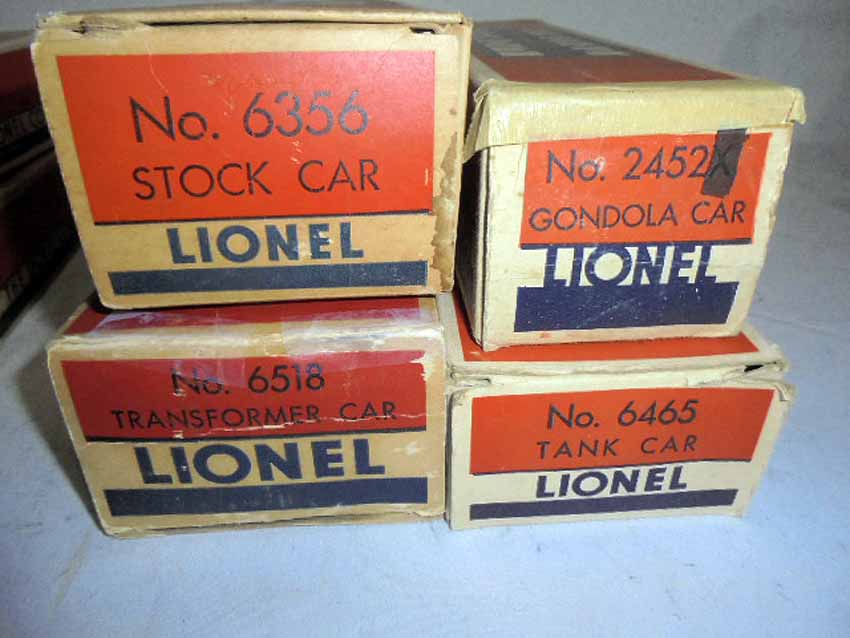 No. 6356
STOCK CAR
LIONEL
No. 2452X
GONDOLA CAR
LIONEL
No. 6518
TRANSFORMER CAR
LIONEL
No. 6465
TANK CAR
LIONEL